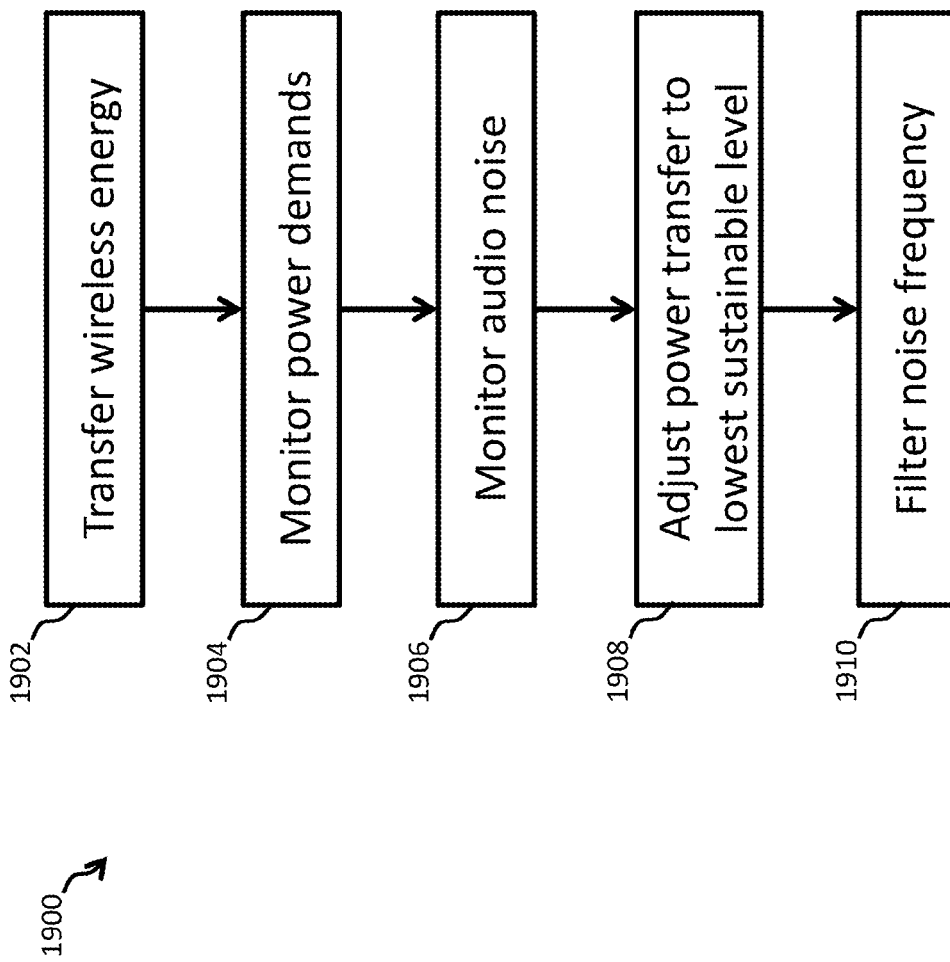 1900
1902
Transfer wireless energy
1904
Monitor power demands
1906
Monitor audio noise
1908
Adjust power transfer to
lowest sustainable level
1910
Filter noise frequency